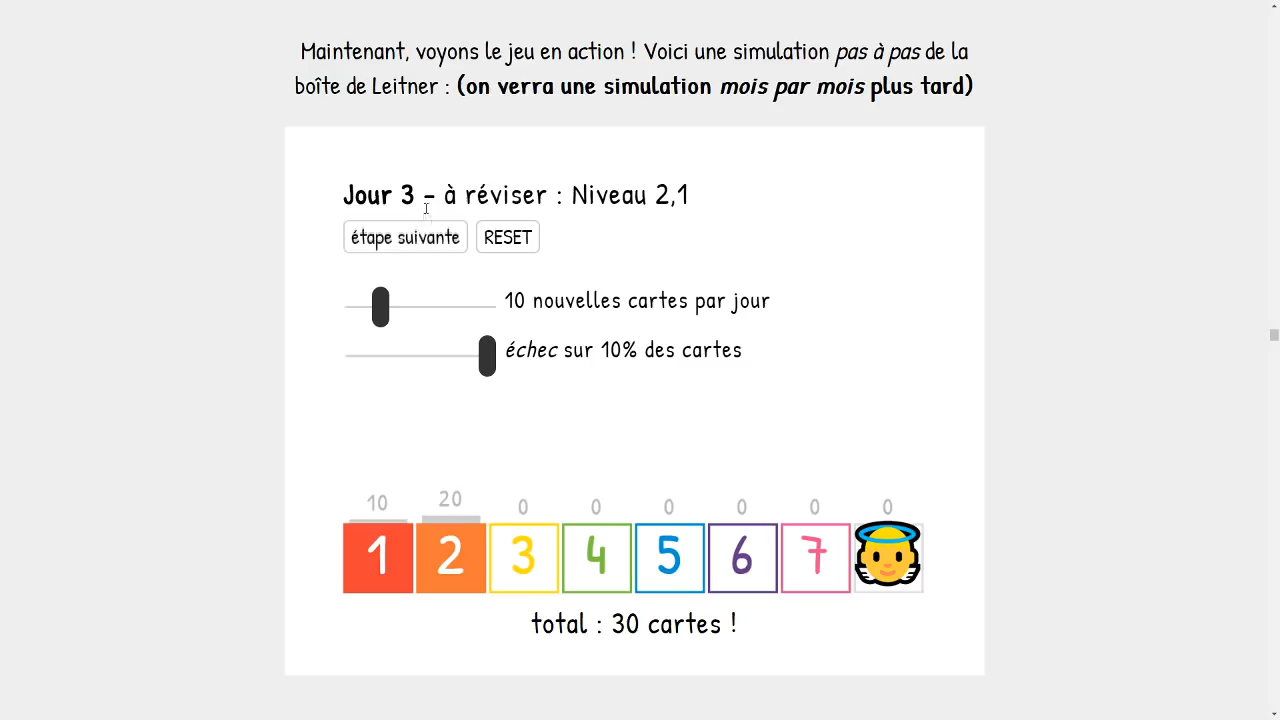 Maintenant, voyons le jeu en action ! Voici une simulation pas à pas de la
boîte de Leitner : (on verra une simulation mois par mois plus tard)
Jour 3 – à réviser : Niveau 2,1
étape suivante RESET
10 nouvelles cartes par jour
échec sur 10% des cartes
10 20 0 0 0 0 0 0
1 2 3 4 5 6 7
total : 30 cartes !